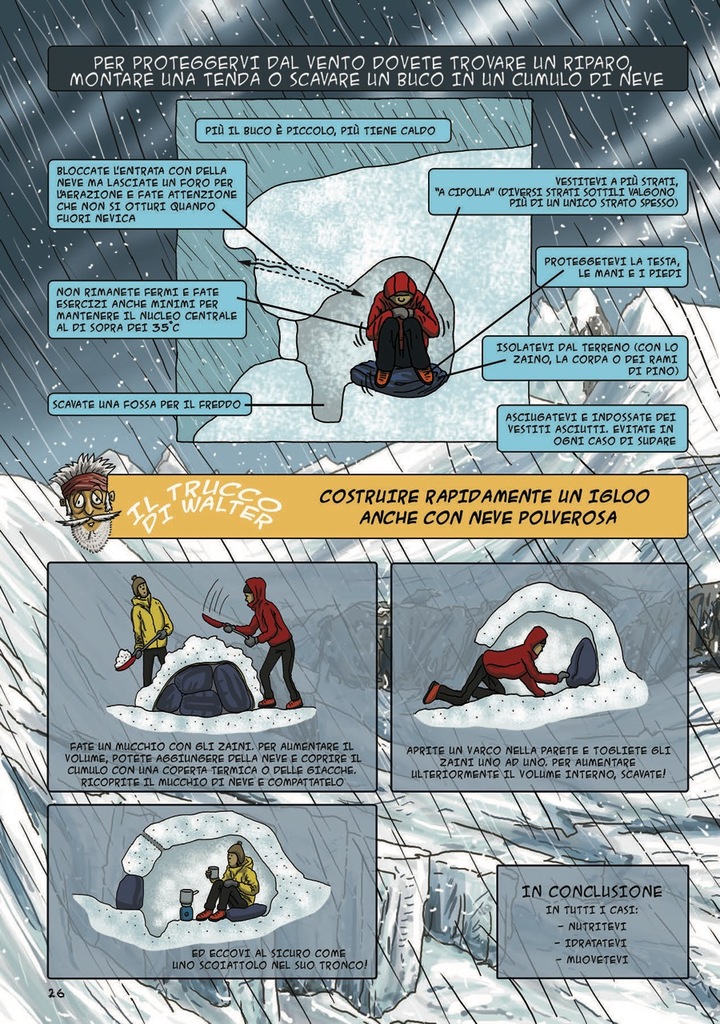 PER PROTEGGERVI DAL VENTO DOVETE TROVARE UN RIPARO,
MONTARE UNA TENDA O SCAVARE UN BUCO IN UN CUMULO DI NEVE
PIÙ IL BUCO È PICCOLO, PIÙ TIENE CALDO
BLOCCATE L'ENTRATA CON DELLA
NEVE MA LASCIATE UN FORO PER
L'AERAZIONE E FATE ATTENZIONE
CHE NON SI OTTURI QUANDO
FUORI NEVICA
VESTITEVI A PIÙ STRATI,
"A CIPOLLA" (DIVERSI STRATI SOTTILI VALGONO
PIÙ DI UN UNICO STRATO SPESSO)
PROTEGGETEVI LA TESTA,
LE MANI E I PIEDI
NON RIMANETE FERMI E FATE
ESERCIZI ANCHE MINIMI PER
MANTENERE IL NUCLEO CENTRALE
AL DI SOPRA DEI 35°C
ISOLATEVI DAL TERRENO (CON LO
ZAINO, LA CORDA O DEI RAMI
DI PINO)
SCAVATE UNA FOSSA PER IL FREDDO
ASCIUGATEVI E INDOSSATE DEI
VESTITI ASCIUTTI. EVITATE IN
OGNI CASO DI SUDARE
IL TRUCCO
DI WALTER
COSTRUIRE RAPIDAMENTE UN IGLOO
ANCHE CON NEVE POLVEROSA
FATE UN MUCCHIO CON GLI ZAINI. PER AUMENTARE IL
VOLUME, POTETE AGGIUNGERE DELLA NEVE E COPRIRE IL
CUMULO CON UNA COPERTA TERMICA O DELLE GIACCHE.
RICOPRITE IL MUCCHIO DI NEVE E COMPATTATELO
APRITE UN VARCO NELLA PARETE E TOGLIETE GLI
ZAINI UNO AD UNO. PER AUMENTARE
ULTERIORMENTE IL VOLUME INTERNO, SCAVATE!
ED ECCOVI AL SICURO COME
UNO SCOIATTOLO NEL SUO TRONCO!
IN CONCLUSIONE
IN TUTTI I CASI:
- NUTRITEVI
- IDRATATEVI
- MUOVETEVI
26